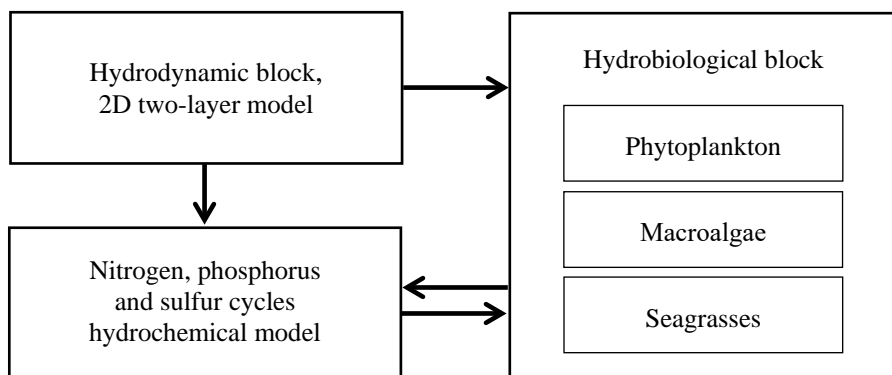 Hydrodynamic block,
2D two-layer model
Nitrogen, phosphorus
and sulfur cycles
hydrochemical model
Hydrobiological block
Phytoplankton
Macroalgae
Seagrasses